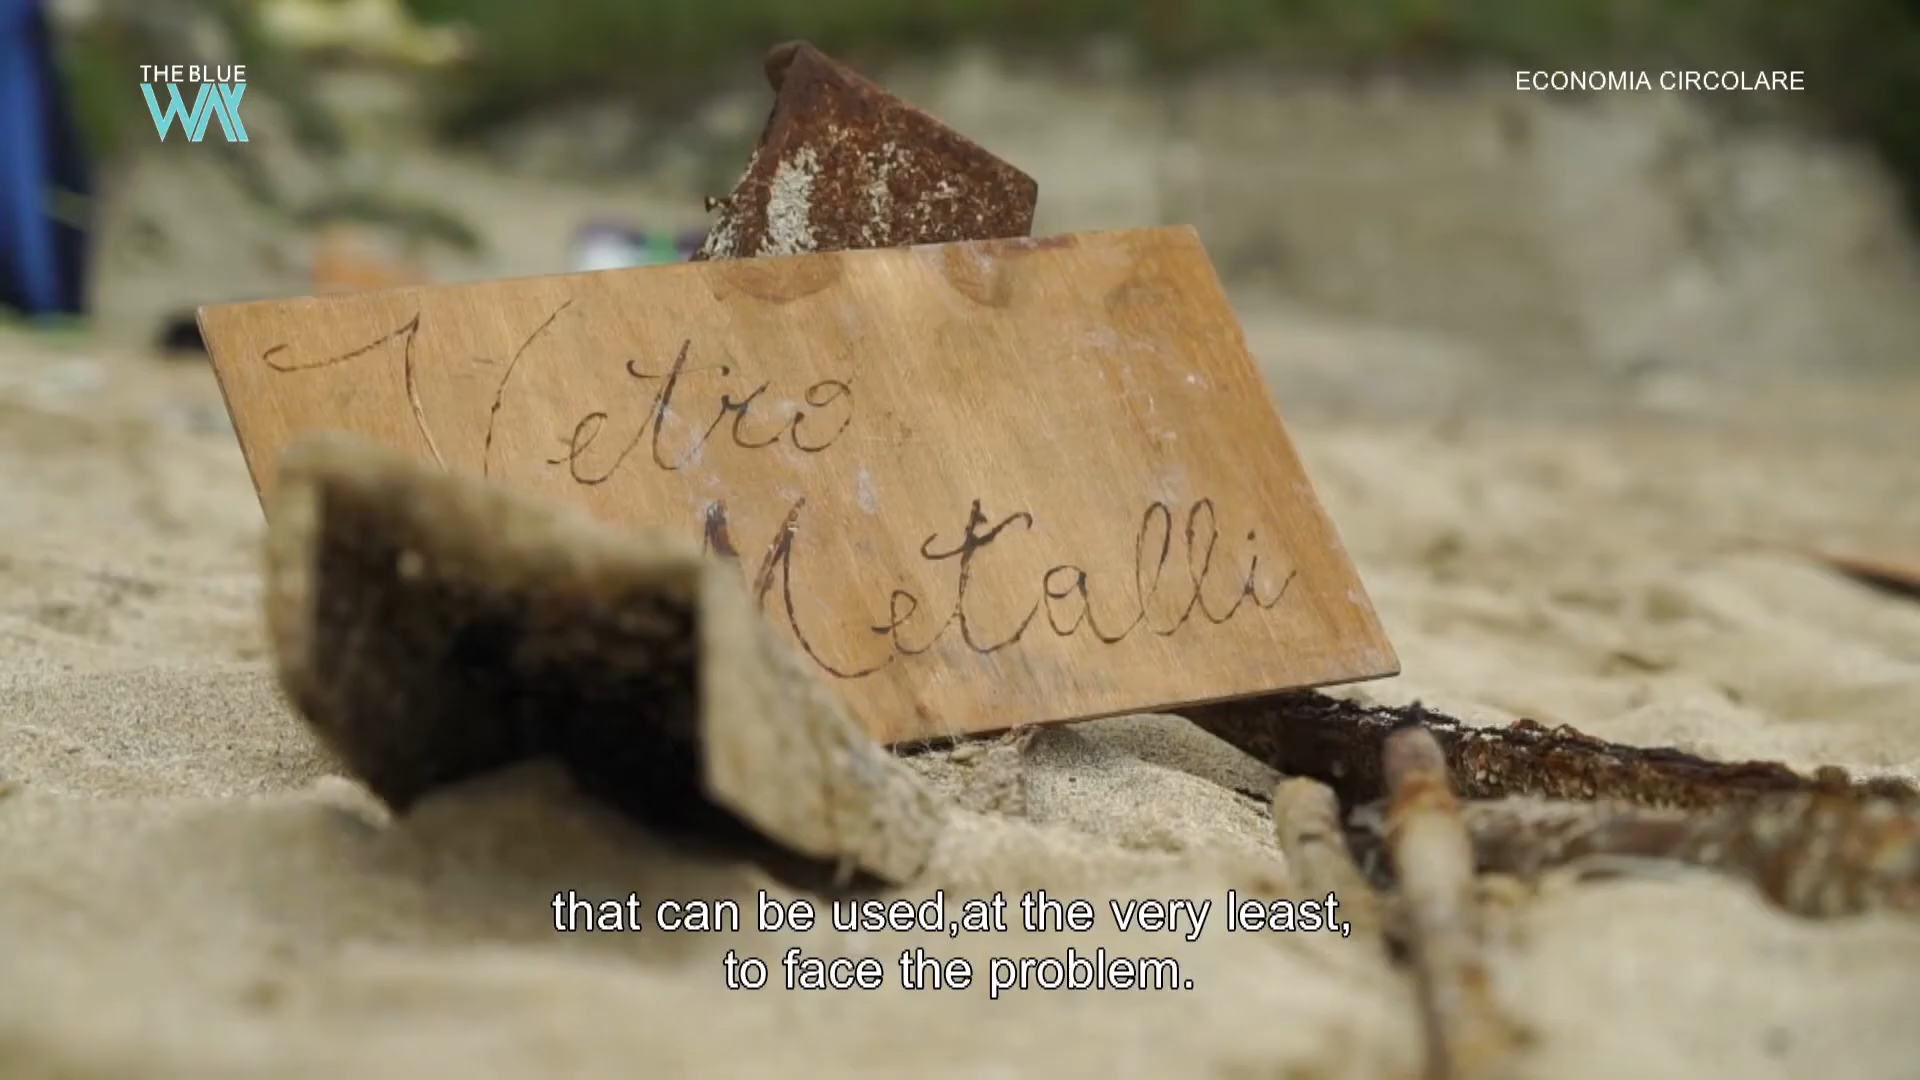 THE BLUE
WAY
ECONOMIA CIRCOLARE
Vetro
Metalli
that can be used,at the very least,
to face the problem.